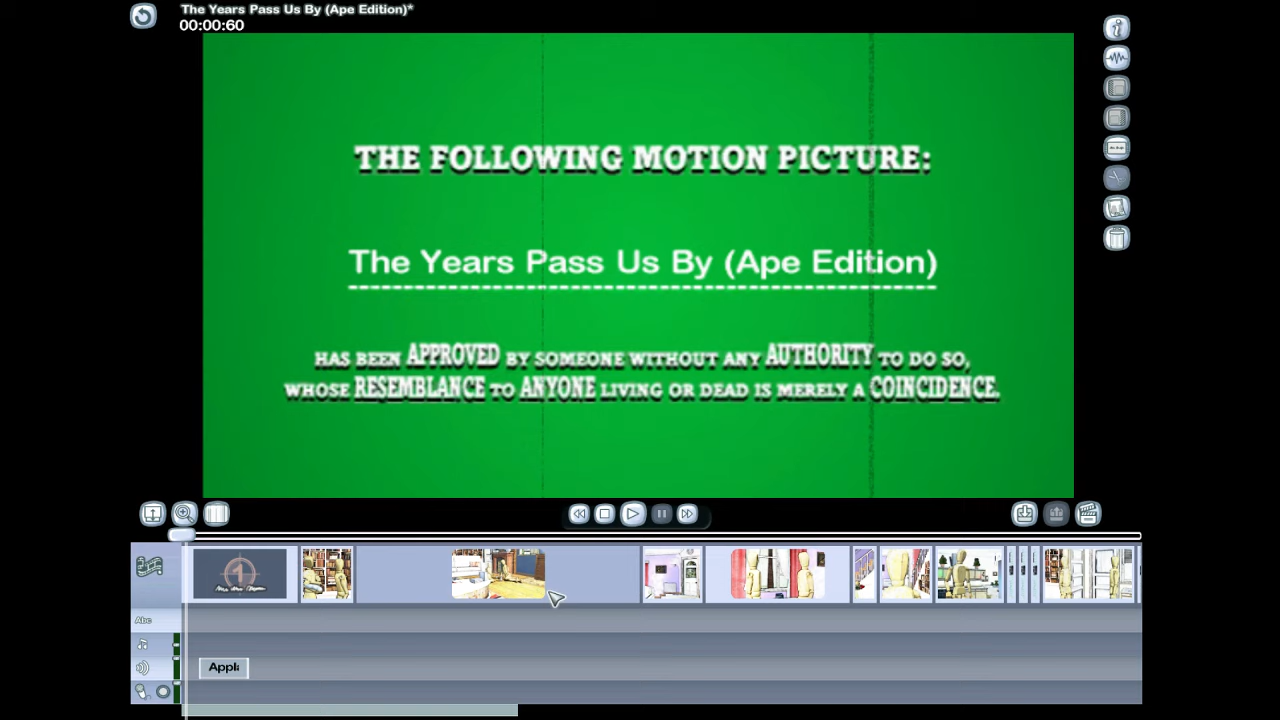 The Years Pass Us By (Ape Edition)*
00:00:60
THE FOLLOWING MOTION PICTURE:
The Years Pass Us By (Ape Edition)
HAS BEEN APPROVED BY SOMEONE WITHOUT ANY AUTHORITY TO DO SO,
WHOSE RESEMBLANCE TO ANYONE LIVING OR DEAD IS MERELY A COINCIDENCE.
1
Abc
Appl